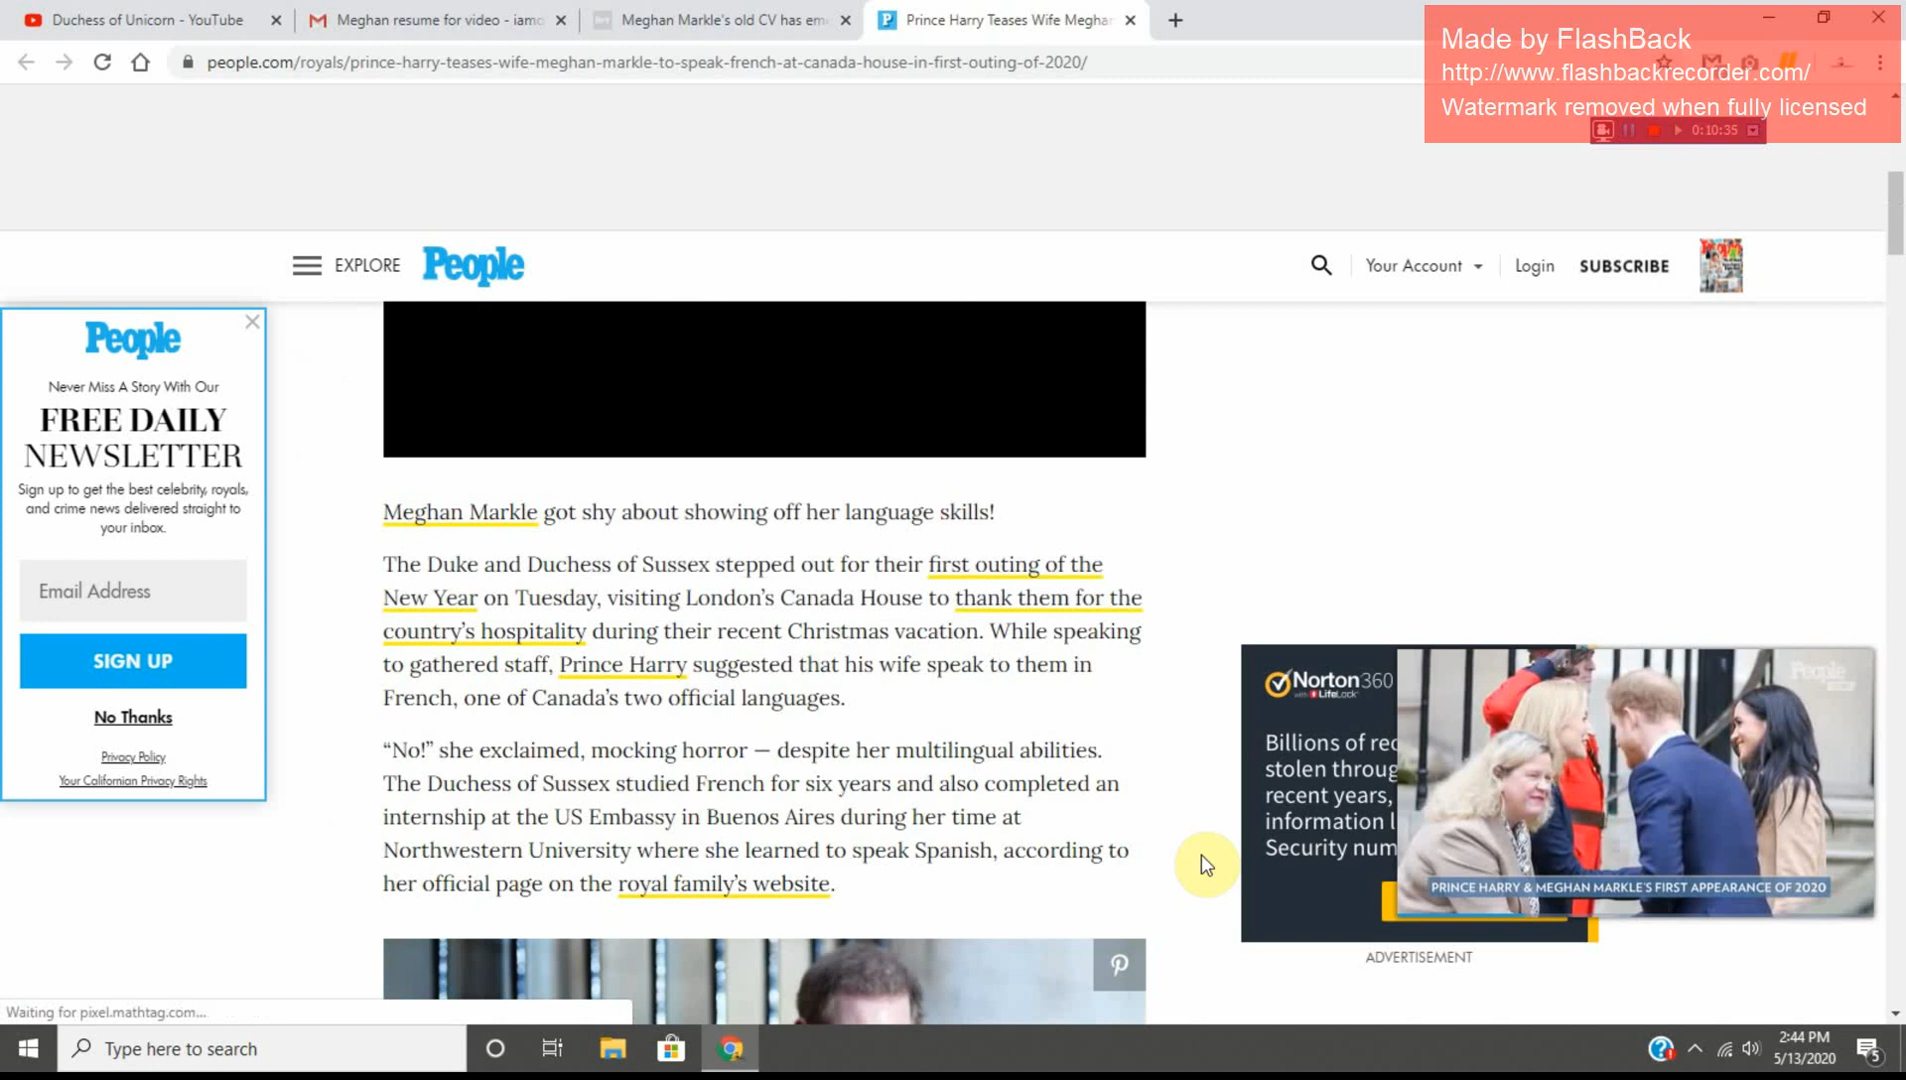 Duchess of Unicorn - YouTube
Meghan resume for video - iamo
Meghan Markle's old CV has em
Prince Harry Teases Wife Megha
people.com/royals/prince-harry-teases-wife-meghan-markle-to-speak-french-at-canada-house-in-first-outing-of-2020/
Made by FlashBack
http://www.flashbackrecorder.com/
Watermark removed when fully licensed
0:10:35
EXPLORE
People
Your Account
Login
SUBSCRIBE
People
Never Miss A Story With Our
FREE DAILY
NEWSLETTER
Sign up to get the best celebrity, royals,
and crime news delivered straight to
your inbox.
Email Address
SIGN UP
No Thanks
Privacy Policy
Your Californian Privacy Rights
Meghan Markle got shy about showing off her language skills!
The Duke and Duchess of Sussex stepped out for their first outing of the
New Year on Tuesday, visiting London's Canada House to thank them for the
country's hospitality during their recent Christmas vacation. While speaking
to gathered staff, Prince Harry suggested that his wife speak to them in
French, one of Canada's two official languages.
“No!” she exclaimed, mocking horror — despite her multilingual abilities.
The Duchess of Sussex studied French for six years and also completed an
internship at the US Embassy in Buenos Aires during her time at
Northwestern University where she learned to speak Spanish, according to
her official page on the royal family's website.
Norton360
with LifeLock
Billions of rec
stolen throug
recent years,
information l
Security num
People
PRINCE HARRY & MEGHAN MARKLE'S FIRST APPEARANCE OF 2020
ADVERTISEMENT
Waiting for pixel.mathtag.com...
Type here to search
2:44 PM
5/13/2020
5